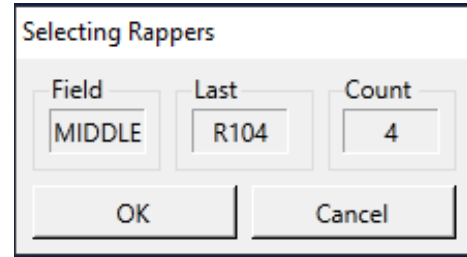 Selecting Rappers
Field Last Count
MIDDLE R104 4
OK Cancel